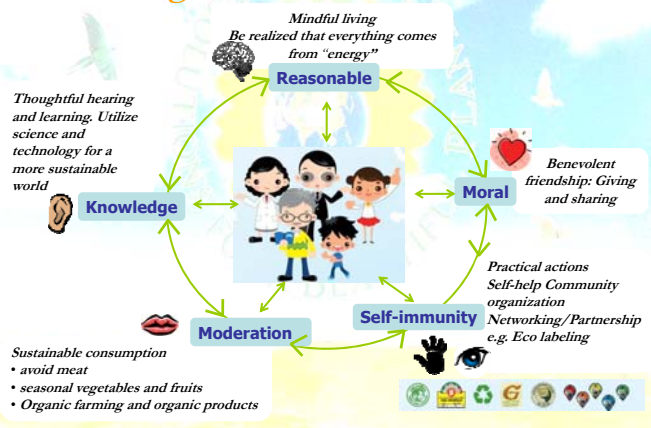 Mindful living
Be realized that everything comes
from "energy"
Reasonable
Thoughtful hearing
and learning. Utilize
science and
technology for a
more sustainable
world
Knowledge
Moral
Benevolent
friendship: Giving
and sharing
Practical actions
Self-help Community
organization
Networking/Partnership
e.g. Eco labeling
Self-immunity
Moderation
Sustainable consumption
• avoid meat
• seasonal vegetables and fruits
• Organic farming and organic products